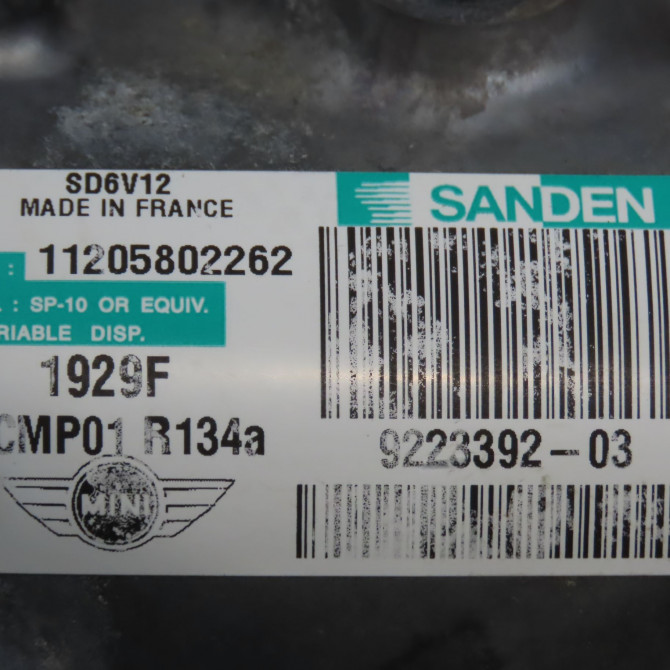 SD6V12
MADE IN FRANCE
SANDEN
: 11205802262
. : SP-10 OR EQUIV.
RIABLE DISP.
1929F
CMP01 R134a
9223392-03
MINI